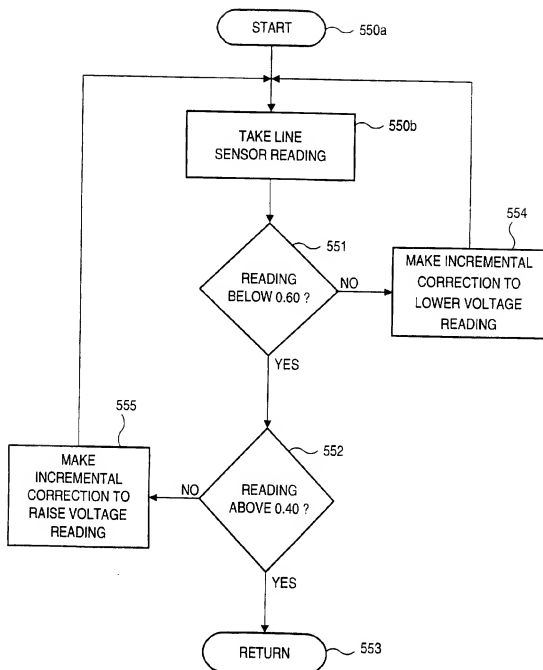 START
550a
TAKE LINE
SENSOR READING
550b
551
READING
BELOW 0.60 ?
NO
554
MAKE INCREMENTAL
CORRECTION TO
LOWER VOLTAGE
READING
YES
555
MAKE
INCREMENTAL
CORRECTION TO
RAISE VOLTAGE
READING
NO
552
READING
ABOVE 0.40 ?
YES
RETURN
553